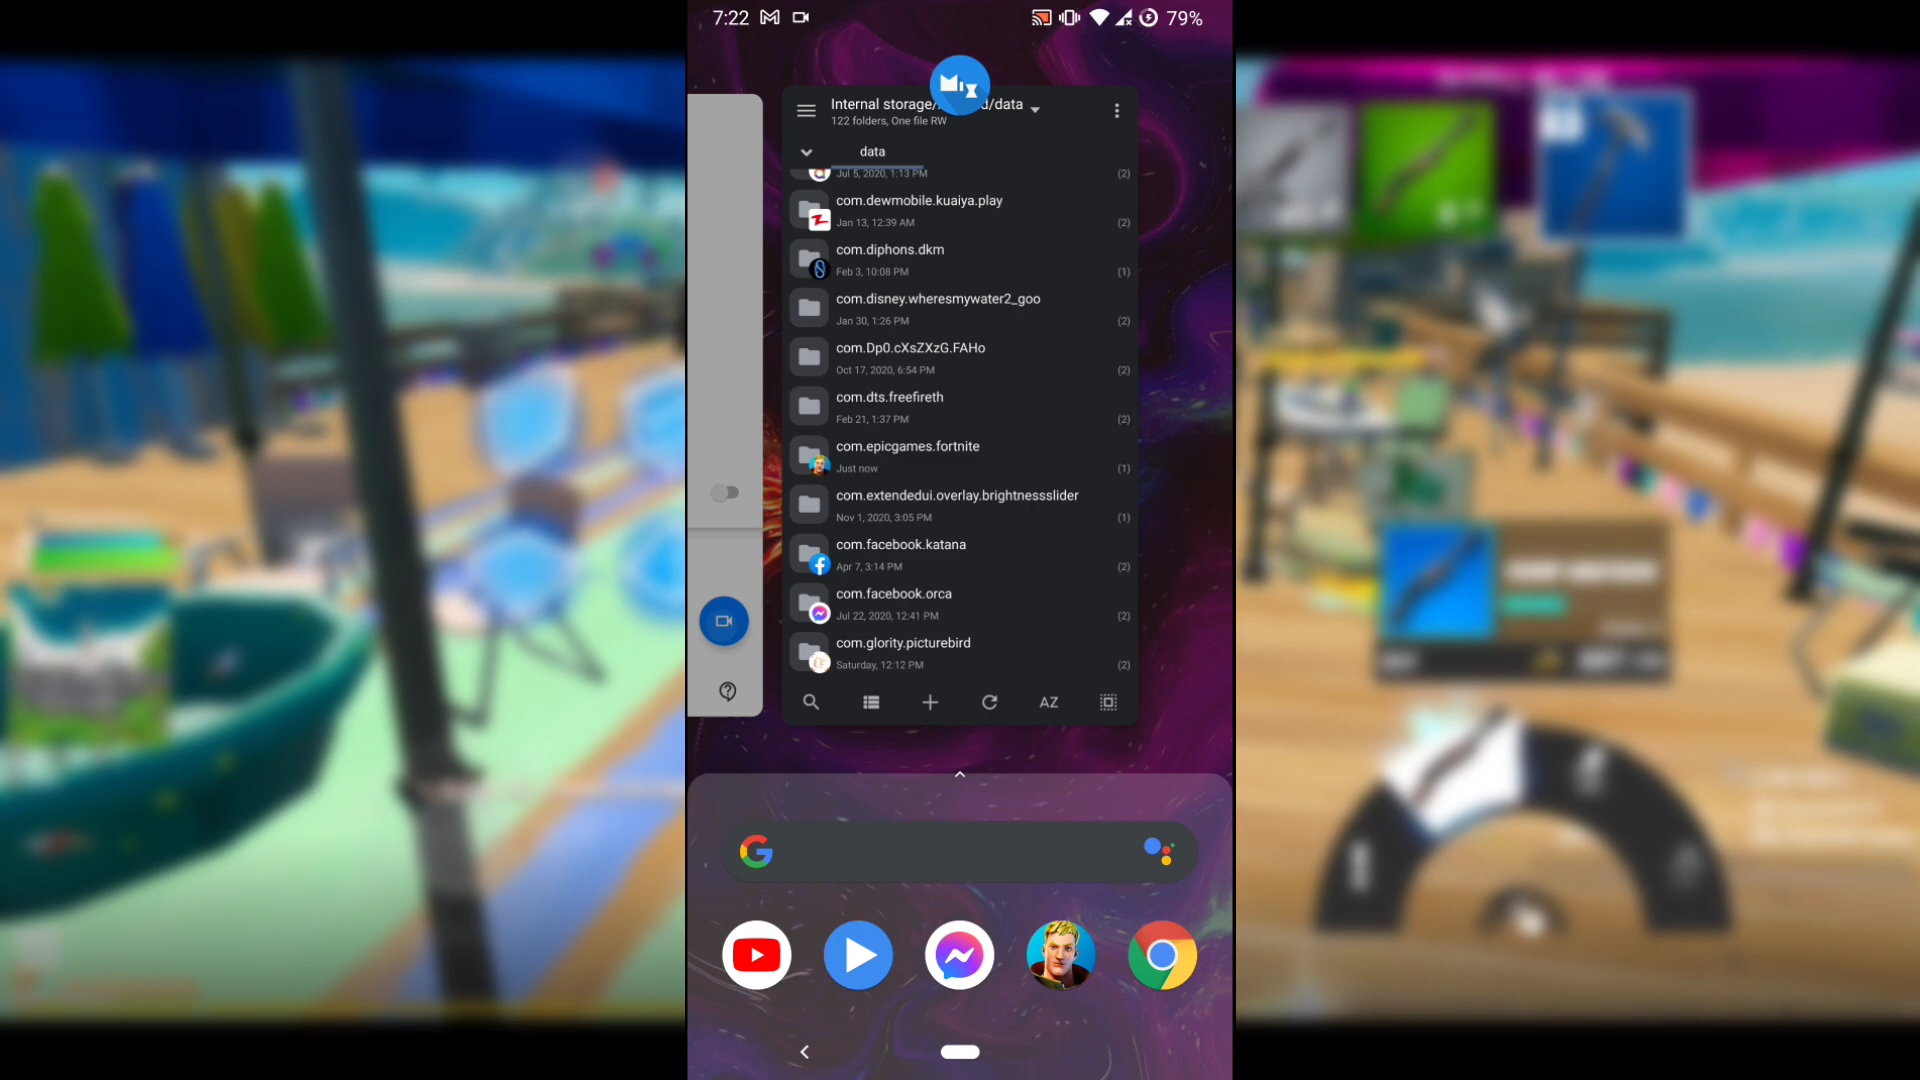 7:22
79%
Internal storage/
d/data
122 folders, One file RW
data
Jul 5, 2020, 1:13 PM (2)
com.dewmobile.kuaiya.play
Jan 13, 12:39 AM (2)
com.diphons.dkm
Feb 3, 10:08 PM (1)
com.disney.wheresmywater2_goo
Jan 30, 1:26 PM (2)
com.Dp0.cXsZXzG.FAHo
Oct 17, 2020, 6:54 PM (2)
com.dts.freefireth
Feb 21, 1:37 PM (2)
com.epicgames.fortnite
Just now (1)
com.extendedui.overlay.brightnessslider
Nov 1, 2020, 3:05 PM (1)
com.facebook.katana
Apr 7, 3:14 PM (2)
com.facebook.orca
Jul 22, 2020, 12:41 PM (2)
com.glority.picturebird
Saturday, 12:12 PM (2)
AZ